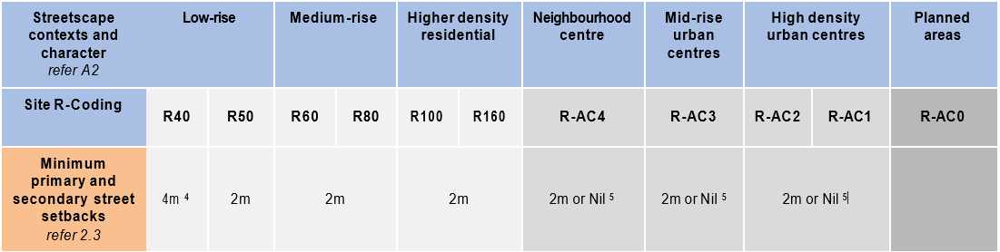 Streetscape
contexts and
character
refer A2
Low-rise
Medium-rise
Higher density
residential
Neighbourhood
centre
Mid-rise
urban
centres
High density
urban centres
Planned
areas
Site R-Coding
R40
R50
R60
R80
R100
R160
R-AC4
R-AC3
R-AC2
R-AC1
R-AC0
Minimum
primary and
secondary street
setbacks
refer 2.3
4m 4
2m
2m
2m
2m or Nil 5
2m or Nil 5
2m or Nil 5